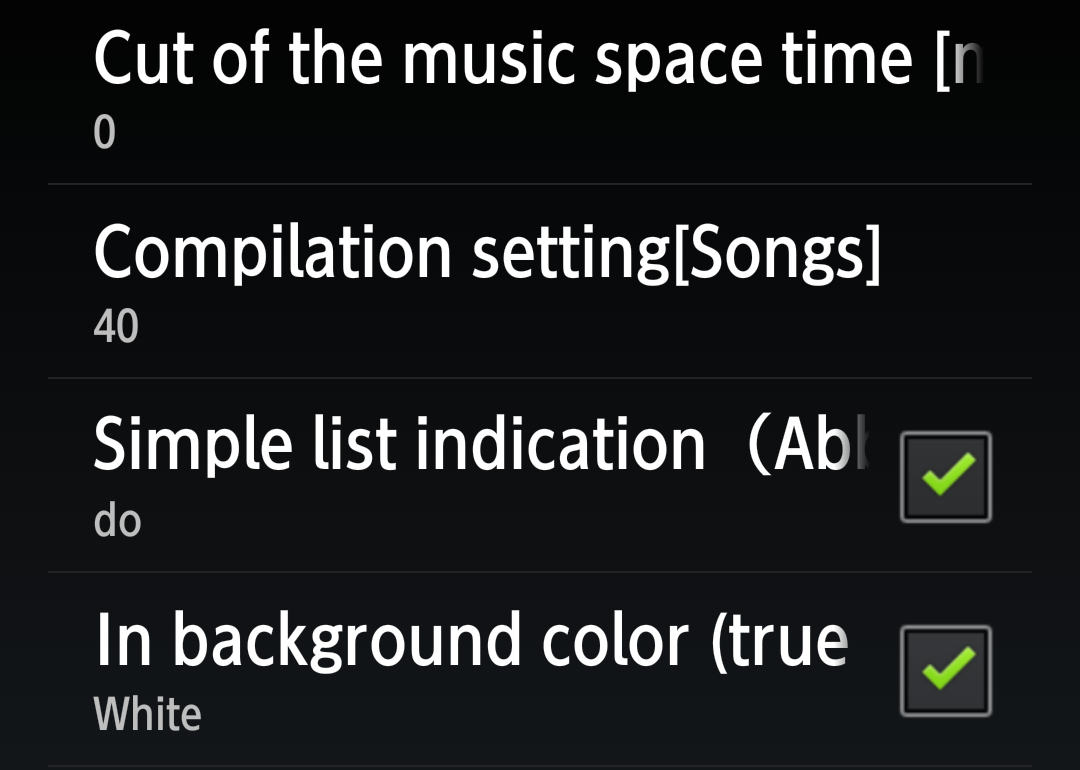 Cut of the music space time [
0
Compilation setting[Songs]
40
Simple list indication（Ab
do
In background color (true
White